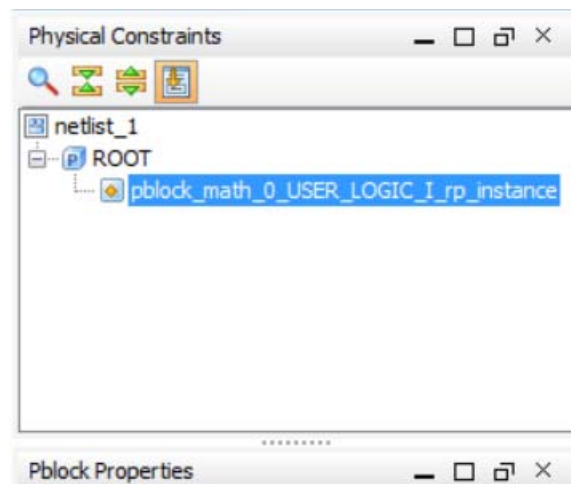 Physical Constraints
netlist_1
ROOT
pblock_math_0_USER_LOGIC_I_rp_instance
Pblock Properties